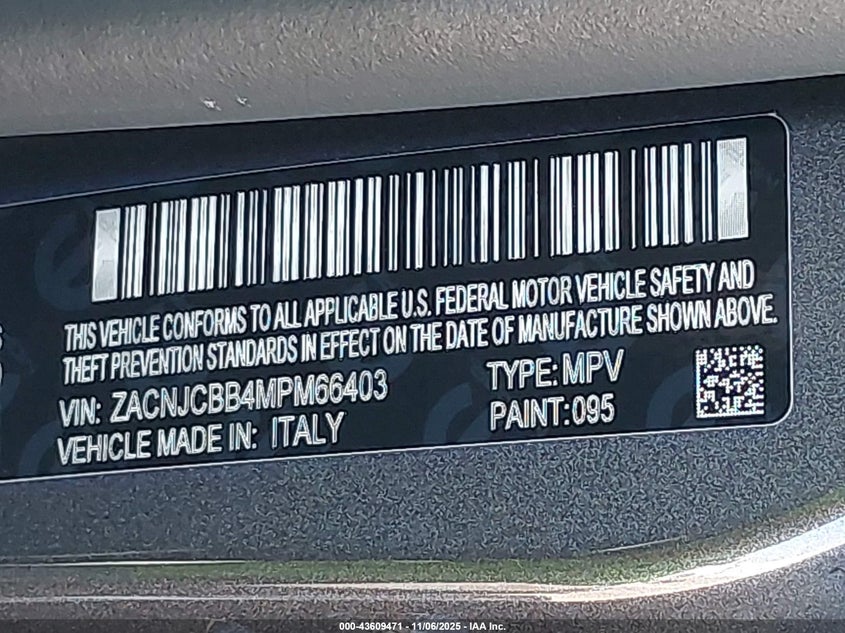 THIS VEHICLE CONFORMS TO ALL APPLICABLE U.S. FEDERAL MOTOR VEHICLE SAFETY AND
THEFT PREVENTION STANDARDS IN EFFECT ON THE DATE OF MANUFACTURE SHOWN ABOVE.
VIN: ZACNJCBB4MPM66403 TYPE: MPV
VEHICLE MADE IN: ITALY PAINT: 095
000-43609471 - 11/06/2025 - IAA Inc.